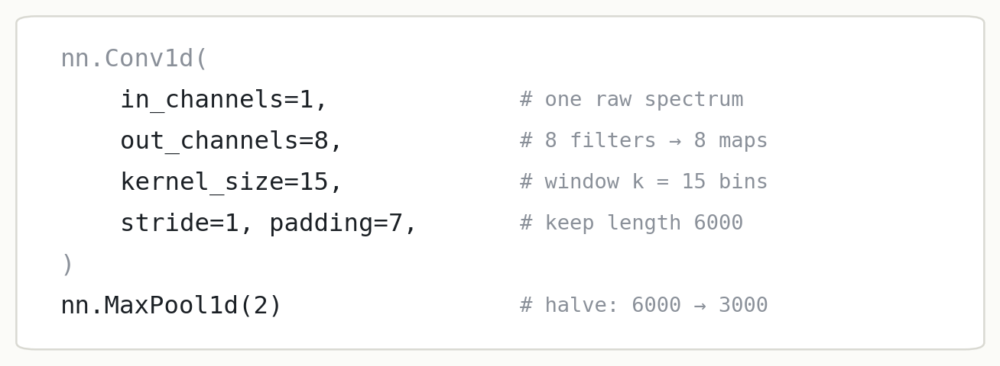 nn.Conv1d(
    in_channels=1,    # one raw spectrum
    out_channels=8,    # 8 filters → 8 maps
    kernel_size=15,    # window k = 15 bins
    stride=1, padding=7,    # keep length 6000
)
nn.MaxPool1d(2)    # halve: 6000 → 3000